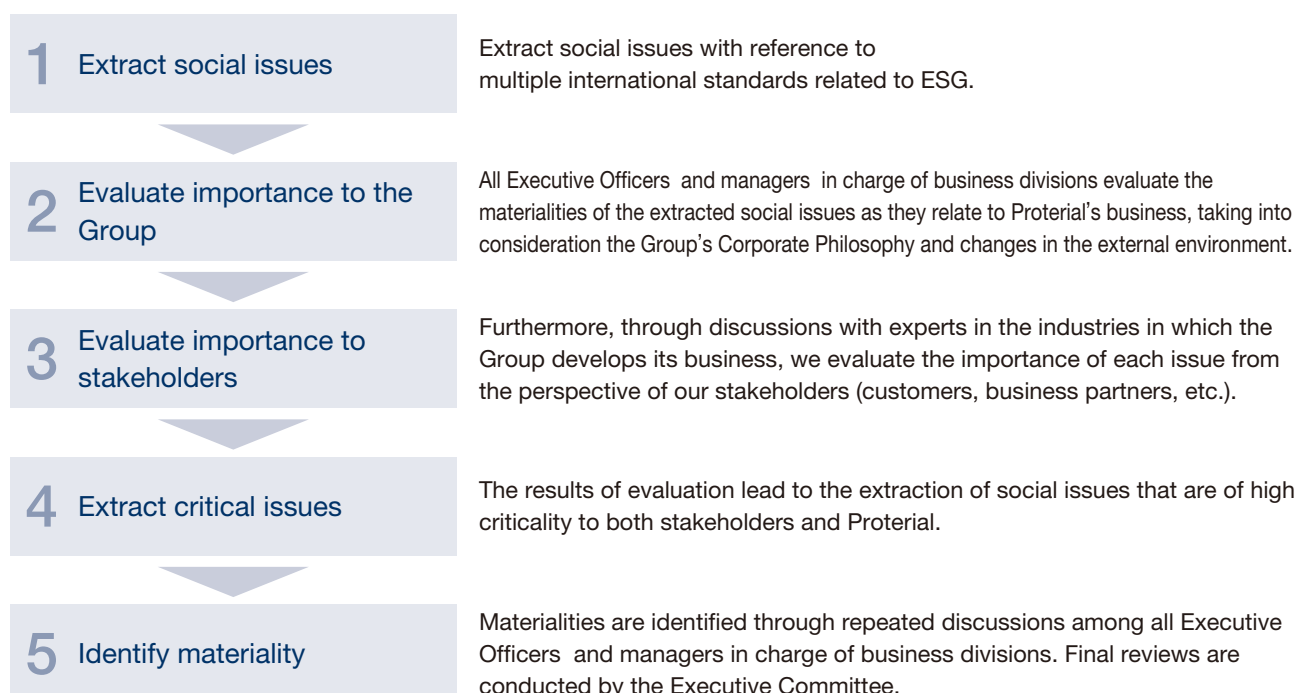 1 Extract social issues
Extract social issues with reference to
multiple international standards related to ESG.
2 Evaluate importance to the
Group
All Executive Officers and managers in charge of business divisions evaluate the
materialities of the extracted social issues as they relate to Proterial’s business, taking into
consideration the Group’s Corporate Philosophy and changes in the external environment.
3 Evaluate importance to
stakeholders
Furthermore, through discussions with experts in the industries in which the
Group develops its business, we evaluate the importance of each issue from
the perspective of our stakeholders (customers, business partners, etc.).
4 Extract critical issues
The results of evaluation lead to the extraction of social issues that are of high
criticality to both stakeholders and Proterial.
5 Identify materiality
Materialities are identified through repeated discussions among all Executive
Officers and managers in charge of business divisions. Final reviews are
conducted by the Executive Committee.